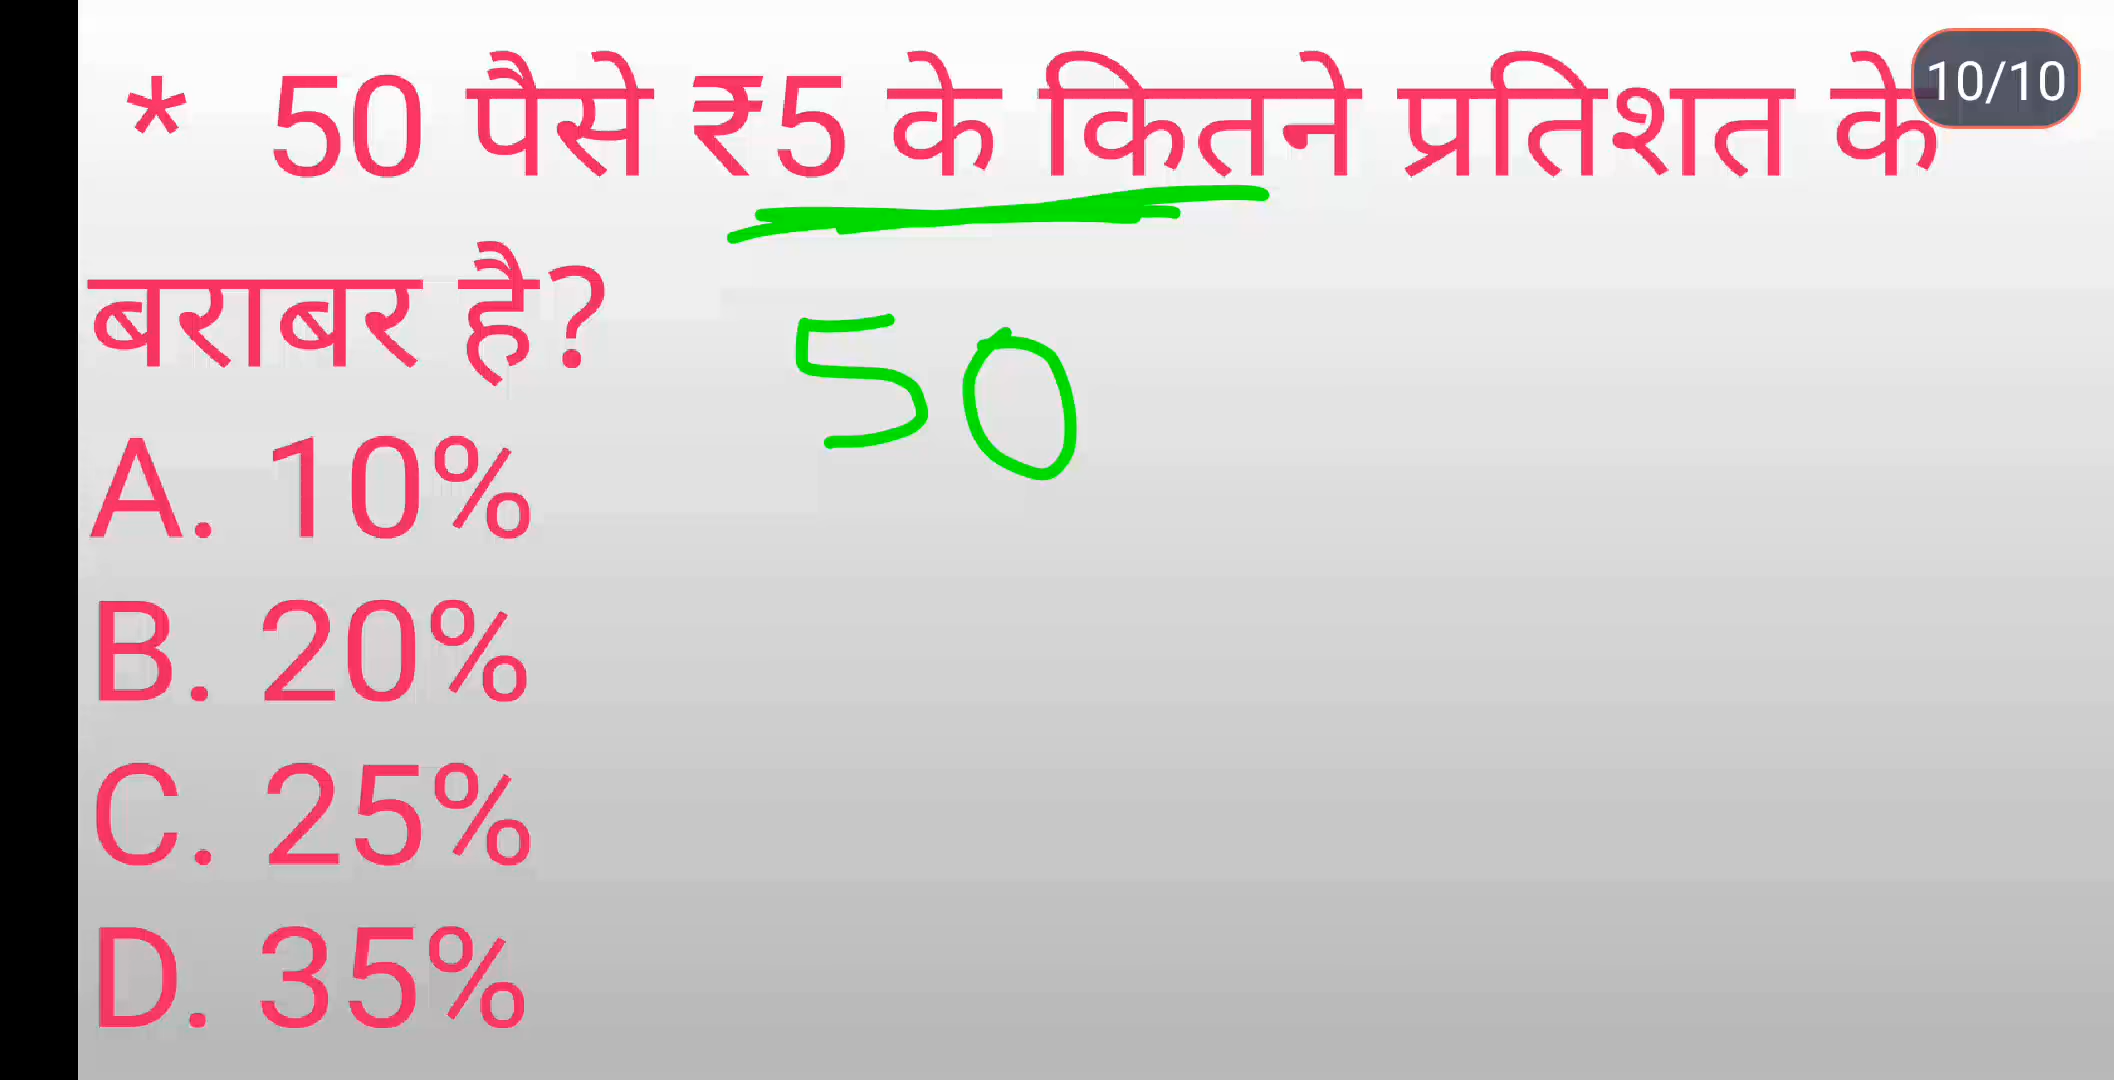 * 50 पैसे ₹5 के कितने प्रतिशत के
10/10
बराबर है?
50
A. 10%
B. 20%
C. 25%
D. 35%